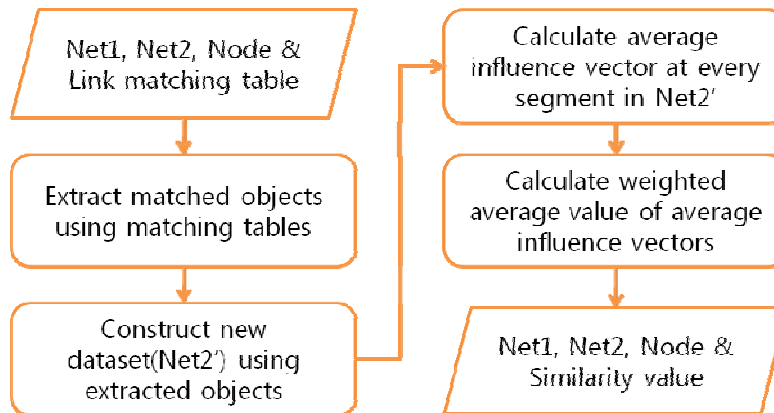 Net1, Net2, Node &
Link matching table
Extract matched objects
using matching tables
Construct new
dataset(Net2') using
extracted objects
Calculate average
influence vector at every
segment in Net2'
Calculate weighted
average value of average
influence vectors
Net1, Net2, Node &
Similarity value